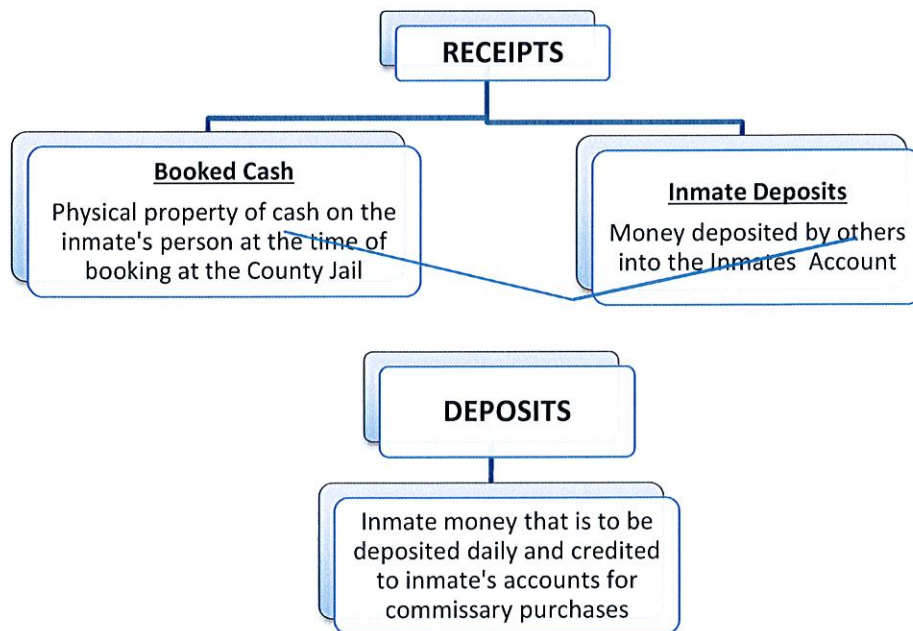 RECEIPTS
Booked Cash
Physical property of cash on the
inmate's person at the time of
booking at the County Jail
Inmate Deposits
Money deposited by others
into the Inmates Account
DEPOSITS
Inmate money that is to be
deposited daily and credited
to inmate's accounts for
commissary purchases